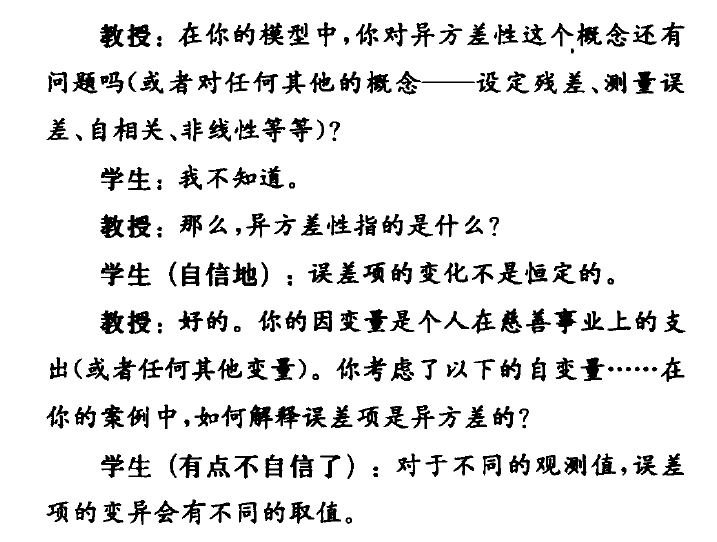 教授：在你的模型中,你对异方差性这个概念还有
问题吗(或者对任何其他的概念——设定残差、测量误
差、自相关、非线性等等)?
学生：我不知道。
教授：那么,异方差性指的是什么?
学生（自信地）：误差项的变化不是恒定的。
教授：好的。你的因变量是个人在慈善事业上的支
出(或者任何其他变量)。你考虑了以下的自变量……在
你的案例中,如何解释误差项是异方差的?
学生（有点不自信了）：对于不同的观测值,误差
项的变异会有不同的取值。